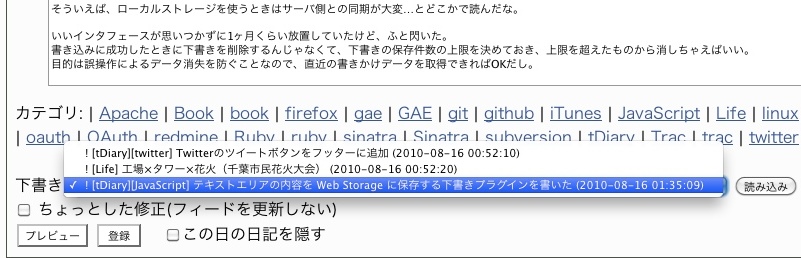 そういえば、ローカルストレージを使うときはサーバ側との同期が大変…とどこかで読んだな。
いいインタフェースが思いつかずに1ヶ月くらい放置していたけど、ふと閃いた。
書き込みに成功したときに下書きを削除するんじゃなくて、下書きの保存件数の上限を決めておき、上限を超えたものから消しちゃえばいい。
目的は誤操作によるデータ消失を防ぐことなので、直近の書きかけデータを取得できればOKだし。
カテゴリ: | Apache | Book | book | firefox | gae | GAE | git | github | iTunes | JavaScript | Life | linux
| oauth | OAuth | redmine | Ruby | ruby | sinatra | Sinatra | subversion | tDiary | Trac | trac | twitter
! [tDiary][twitter] Twitterのツイートボタンをフッターに追加 (2010-08-16 00:52:10)
! [Life] 工場×タワー×花火（千葉市民花火大会） (2010-08-16 00:52:20)
下書き ✓ ! [tDiary][JavaScript] テキストエリアの内容を Web Storage に保存する下書きプラグインを書いた (2010-08-16 01:35:09) 読み込み
ちょっとした修正(フィードを更新しない)
プレビュー 登録 この日の日記を隠す